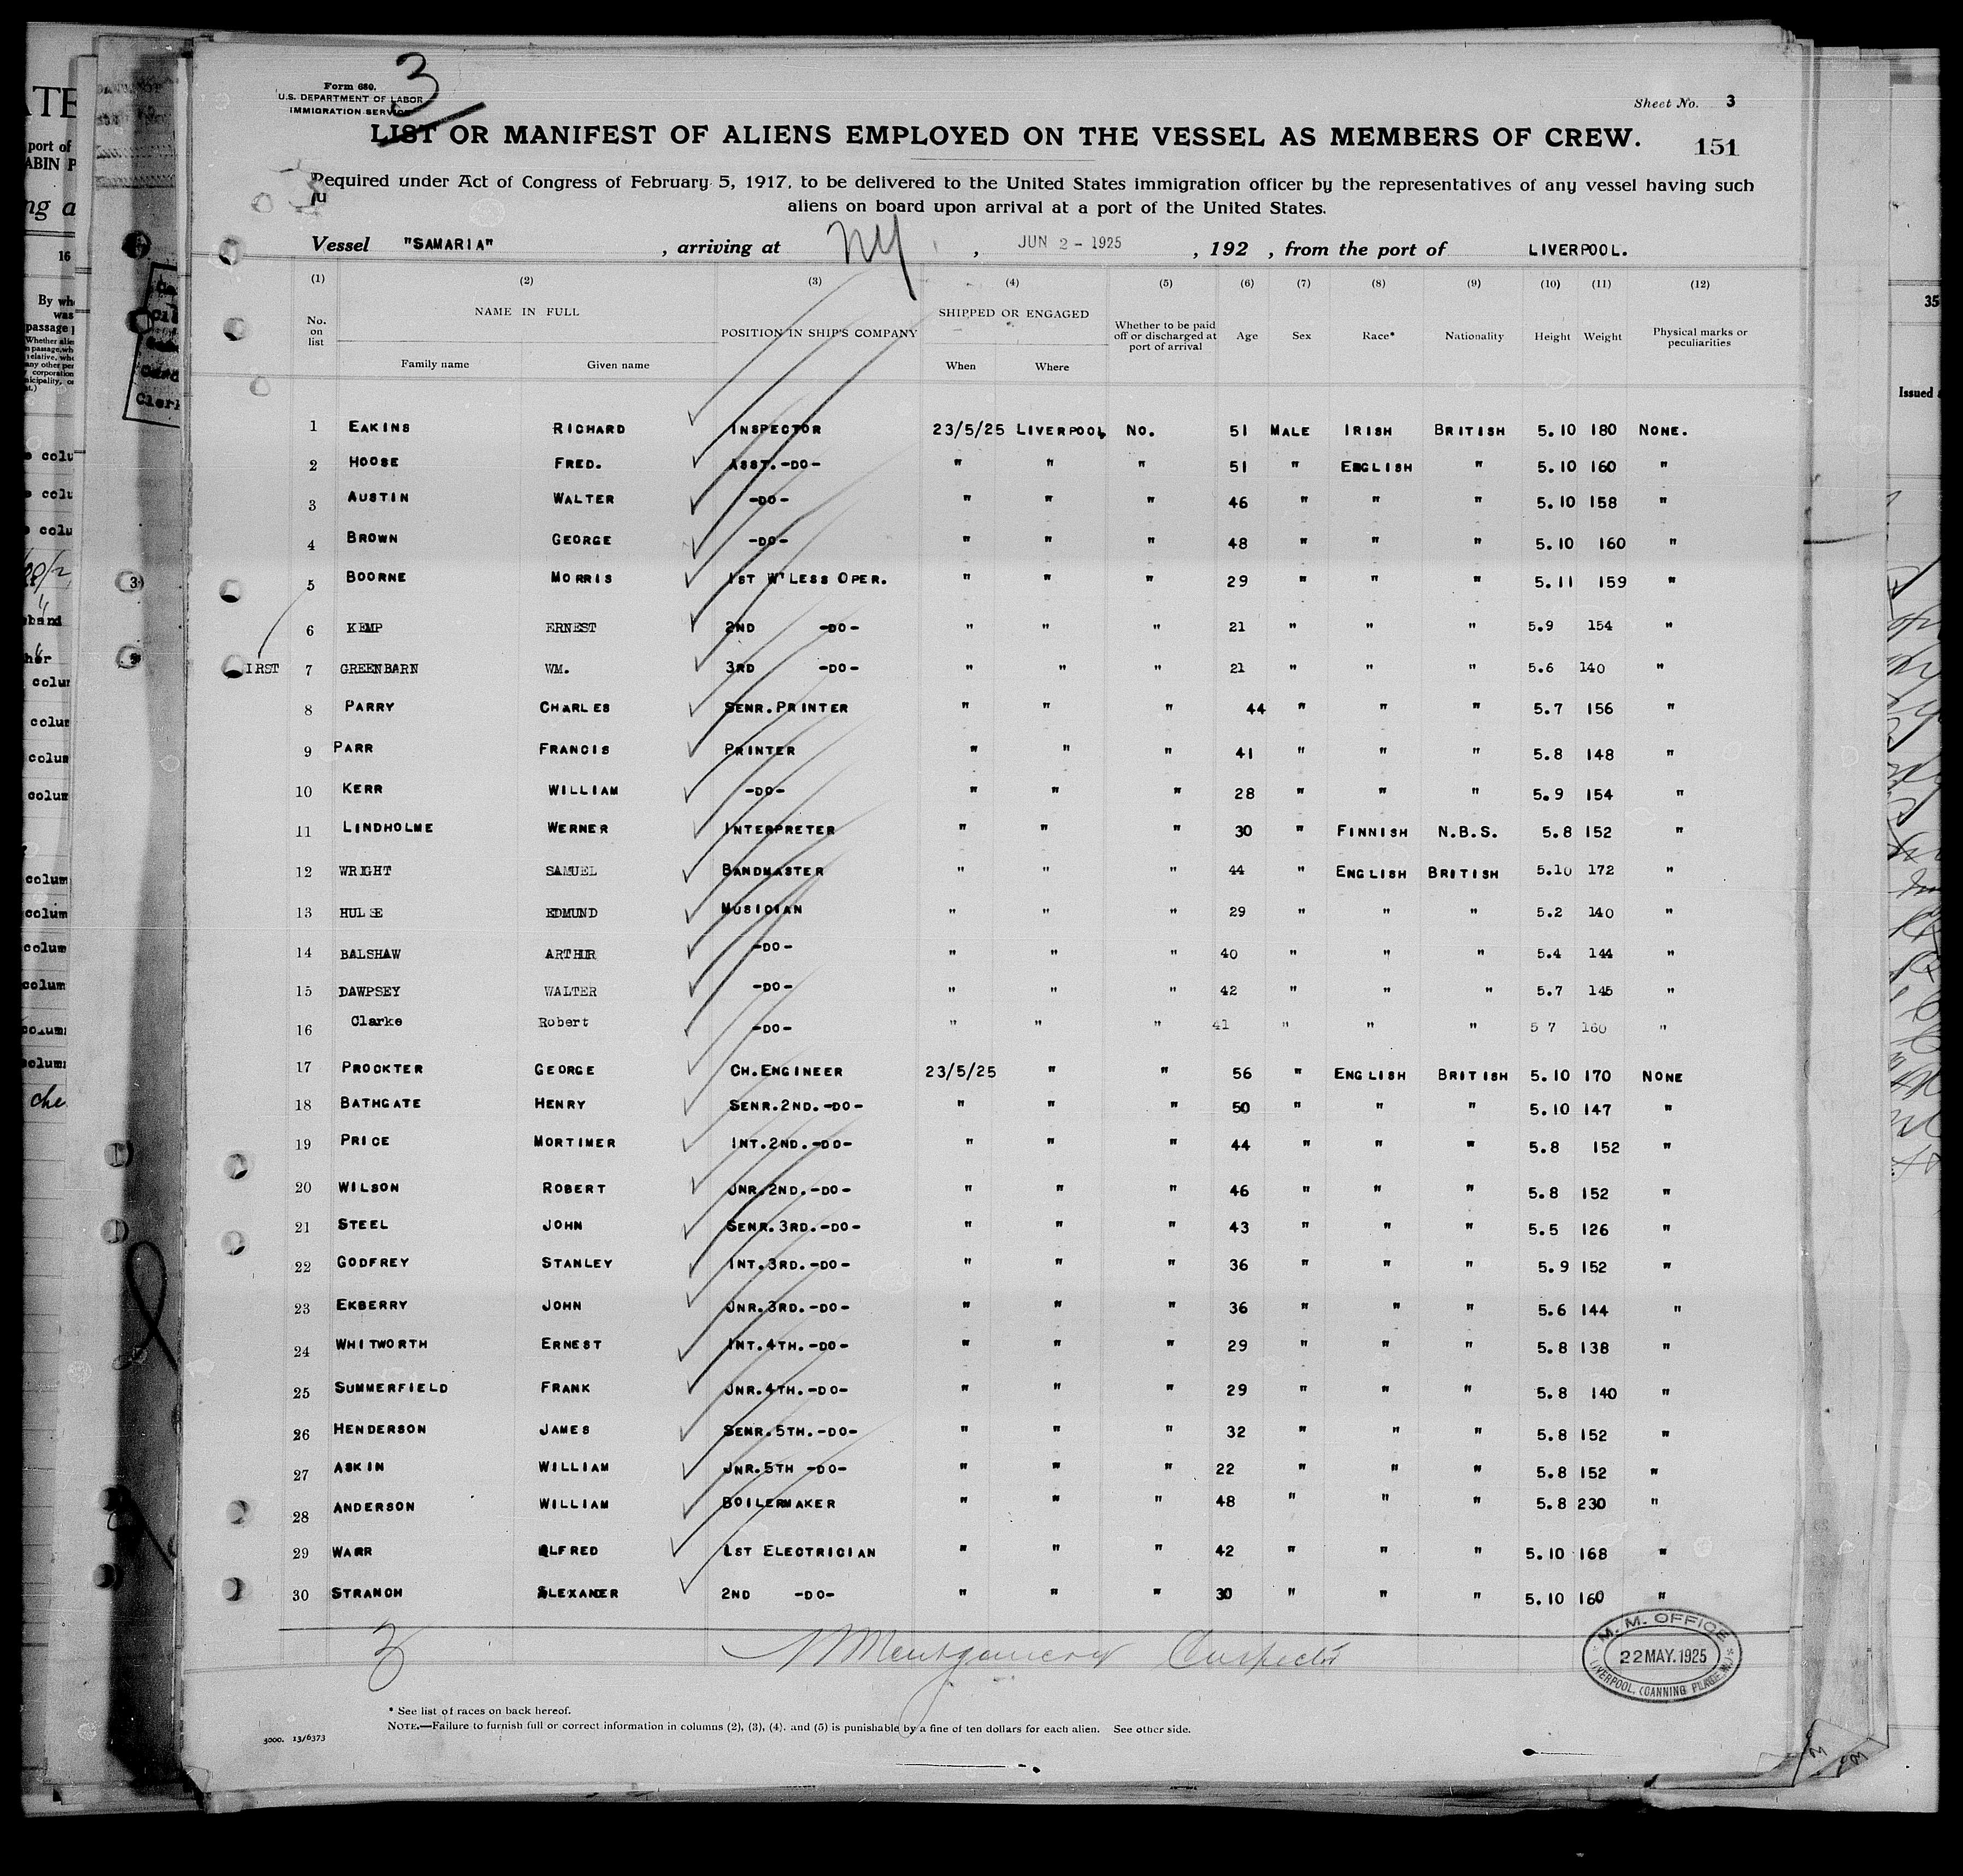 3
Form 680.
U.S. DEPARTMENT OF LABOR
IMMIGRATION SERVICE
Sheet No. 3
LIST OR MANIFEST OF ALIENS EMPLOYED ON THE VESSEL AS MEMBERS OF CREW.
151
Required under Act of Congress of February 5, 1917, to be delivered to the United States immigration officer by the representatives of any vessel having such
aliens on board upon arrival at a port of the United States.
Vessel "SAMARIA" , arriving at NY , JUN 2 - 1925 , 192 , from the port of LIVERPOOL.
(1) (2) (3) (4) (5) (6) (7) (8) (9) (10) (11) (12)
No. on list NAME IN FULL POSITION IN SHIP'S COMPANY SHIPPED OR ENGAGED Whether to be paid off or discharged at port of arrival Age Sex Race* Nationality Height Weight Physical marks or peculiarities
Family name Given name When Where
1 EAKINS RICHARD INSPECTOR 23/5/25 LIVERPOOL No. 51 MALE IRISH BRITISH 5.10 180 NONE.
2 HOOSE FRED. ASST.-DO- " " " 51 " ENGLISH " 5.10 160 "
3 AUSTIN WALTER -DO- " " " 46 " " " 5.10 158 "
4 BROWN GEORGE -DO- " " " 48 " " " 5.10 160 "
5 BOORNE MORRIS 1ST W'LESS OPER. " " " 29 " " " 5.11 159 "
6 KEMP ERNEST 2ND -DO- " " " 21 " " " 5.9 154 "
IRST 7 GREENBARN WM. 3RD -DO- " " " 21 " " " 5.6 140 "
8 PARRY CHARLES SENR.PRINTER " " " 44 " " " 5.7 156 "
9 PARR FRANCIS PRINTER " " " 41 " " " 5.8 148 "
10 KERR WILLIAM -DO- " " " 28 " " " 5.9 154 "
11 LINDHOLME WERNER INTERPRETER " " " 30 " FINNISH N.B.S. 5.8 152 "
12 WRIGHT SAMUEL BANDMASTER " " " 44 " ENGLISH BRITISH 5.10 172 "
13 HULSE EDMUND MUSICIAN " " " 29 " " " 5.2 140 "
14 BALSHAW ARTHUR -DO- " " " 40 " " " 5.4 144 "
15 DAWPSEY WALTER -DO- " " " 42 " " " 5.7 145 "
16 Clarke Robert -DO- " " " 41 " " " 5 7 160 "
17 PROCKTER GEORGE CH.ENGINEER 23/5/25 " " 56 " ENGLISH BRITISH 5.10 170 NONE
18 BATHGATE HENRY SENR.2ND.-DO- " " " 50 " " " 5.10 147 "
19 PRICE MORTIMER INT.2ND.-DO- " " " 44 " " " 5.8 152 "
20 WILSON ROBERT JNR.2ND.-DO- " " " 46 " " " 5.8 152 "
21 STEEL JOHN SENR.3RD.-DO- " " " 43 " " " 5.5 126 "
22 GODFREY STANLEY INT.3RD.-DO- " " " 36 " " " 5.9 152 "
23 EKBERRY JOHN JNR.3RD.-DO- " " " 36 " " " 5.6 144 "
24 WHITWORTH ERNEST INT.4TH.-DO- " " " 29 " " " 5.8 138 "
25 SUMMERFIELD FRANK JNR.4TH.-DO- " " " 29 " " " 5.8 140 "
26 HENDERSON JAMES SENR.5TH.-DO- " " " 32 " " " 5.8 152 "
27 ASKIN WILLIAM JNR.5TH -DO- " " " 22 " " " 5.8 152 "
28 ANDERSON WILLIAM BOILERMAKER " " " 48 " " " 5.8 230 "
29 WARR ALFRED 1ST ELECTRICIAN " " " 42 " " " 5.10 168 "
30 STRANCH ALEXANDER 2ND -DO- " " " 30 " " " 5.10 160 "
Montgomery Inspector
M. M. OFFICE
22 MAY. 1925
LIVERPOOL. (CANNING PLACE. N.)
* See list of races on back hereof.
NOTE.—Failure to furnish full or correct information in columns (2), (3), (4), and (5) is punishable by a fine of ten dollars for each alien. See other side.
3000. 13/6373